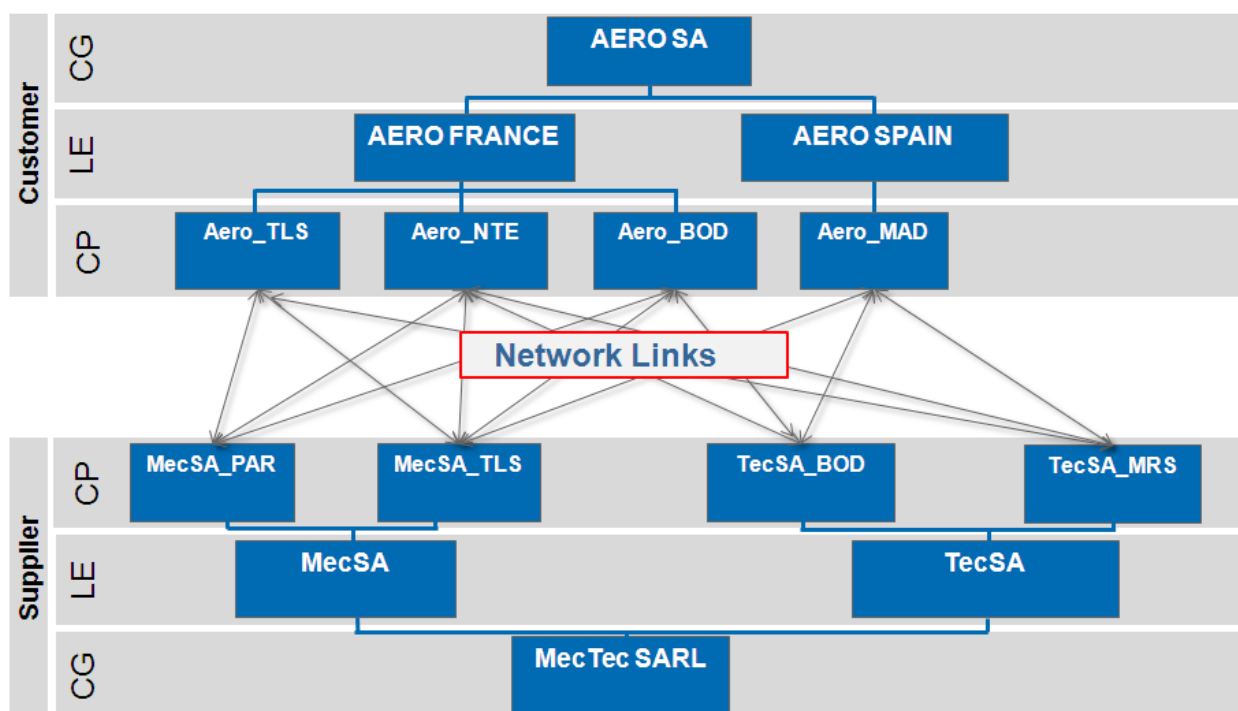 Customer
CG
AERO SA
LE
AERO FRANCE
AERO SPAIN
CP
Aero_TLS
Aero_NTE
Aero_BOD
Aero_MAD
Network Links
Supplier
CP
MecSA_PAR
MecSA_TLS
TecSA_BOD
TecSA_MRS
LE
MecSA
TecSA
CG
MecTec SARL